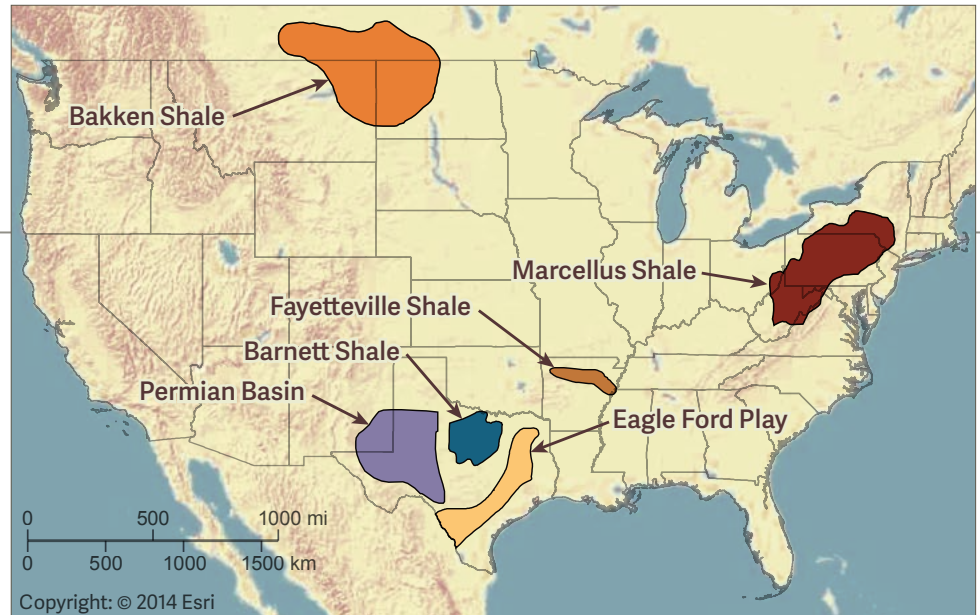 Bakken Shale
Marcellus Shale
Fayetteville Shale
Barnett Shale
Permian Basin
Eagle Ford Play
0 500 1000 mi
0 500 1000 1500 km
Copyright: © 2014 Esri